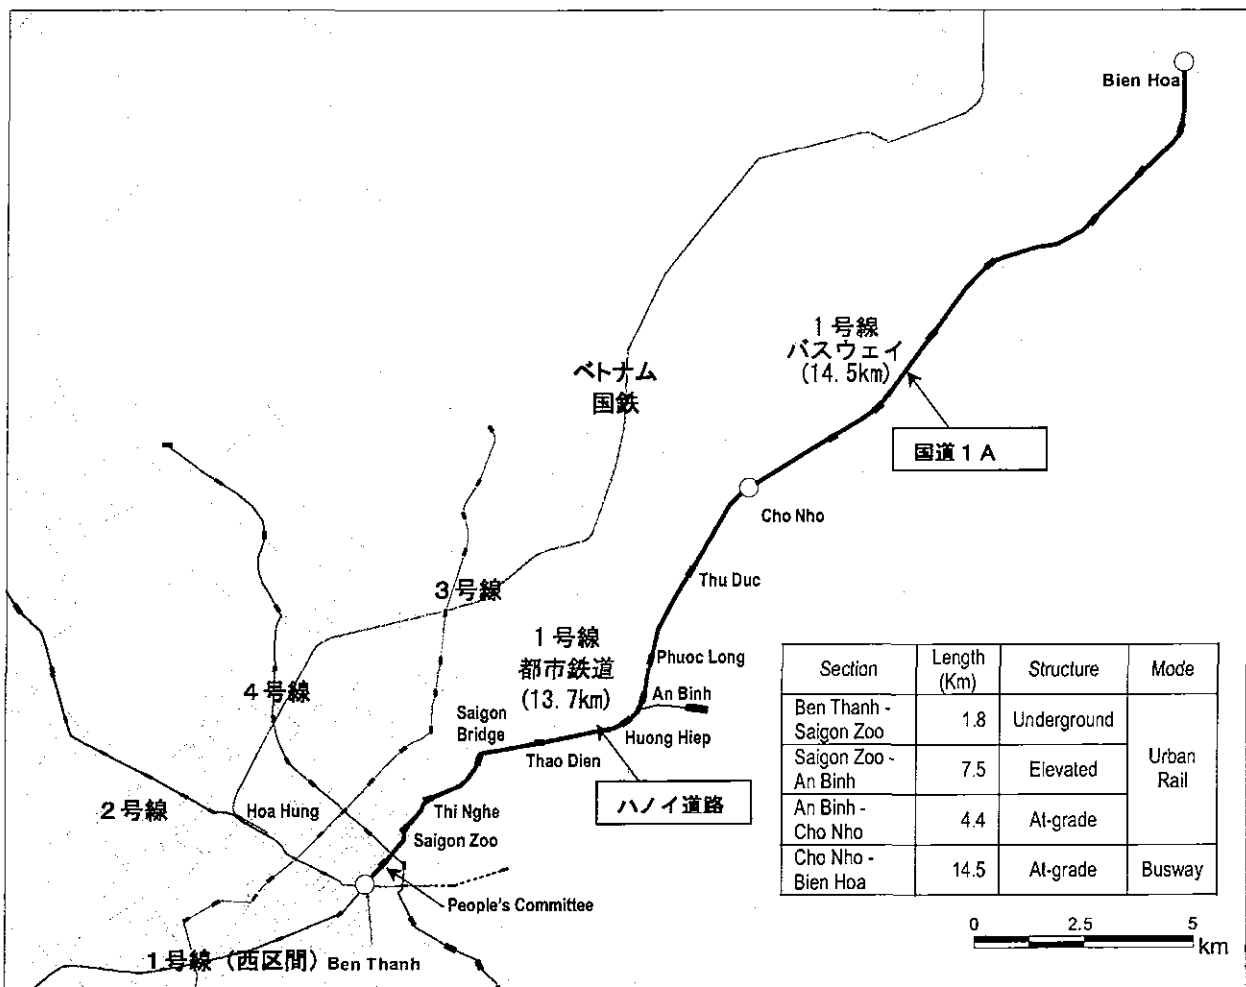 Bien Hoa
1号線
バスウェイ
(14.5km)
ベトナム
国鉄
国道1A
Cho Nho
Thu Duc
3号線
1号線
都市鉄道
(13.7km)
Phuoc Long
An Binh
4号線
Saigon
Bridge
Huong Hiep
Thao Dien
ハノイ道路
2号線
Hoa Hung
Thi Nghe
Saigon Zoo
People's Committee
1号線(西区間)
Ben Thanh
Section Length (Km) Structure Mode
Ben Thanh - Saigon Zoo 1.8 Underground Urban Rail
Saigon Zoo - An Binh 7.5 Elevated
An Binh - Cho Nho 4.4 At-grade
Cho Nho - Bien Hoa 14.5 At-grade Busway
0 2.5 5
km